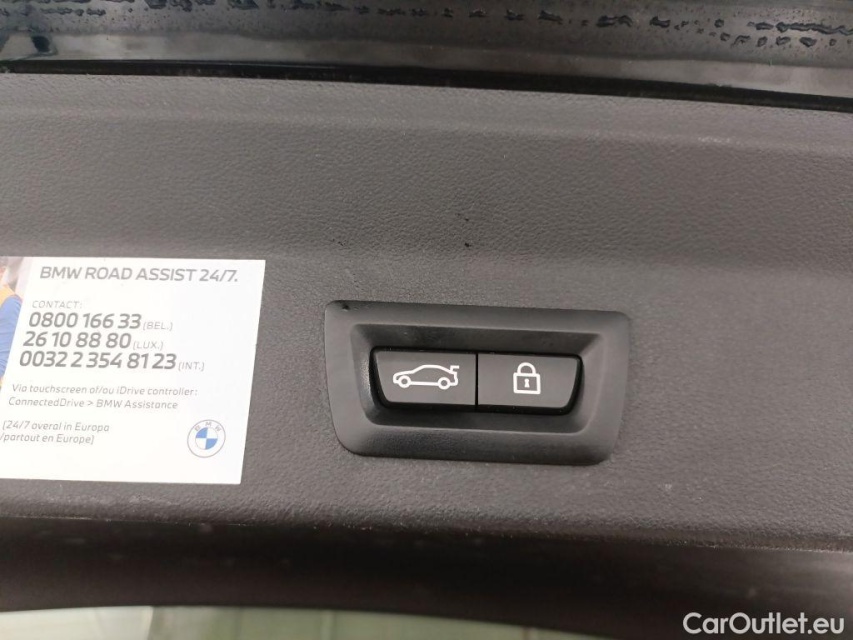 BMW ROAD ASSIST 24/7.
CONTACT:
0800 166 33 (BEL.)
26 10 88 80 (LUX.)
0032 2 354 81 23 (INT.)
Via touchscreen of/ou iDrive controller:
ConnectedDrive > BMW Assistance
[24/7 overal in Europa
/partout en Europe]
BMW
CarOutlet.eu